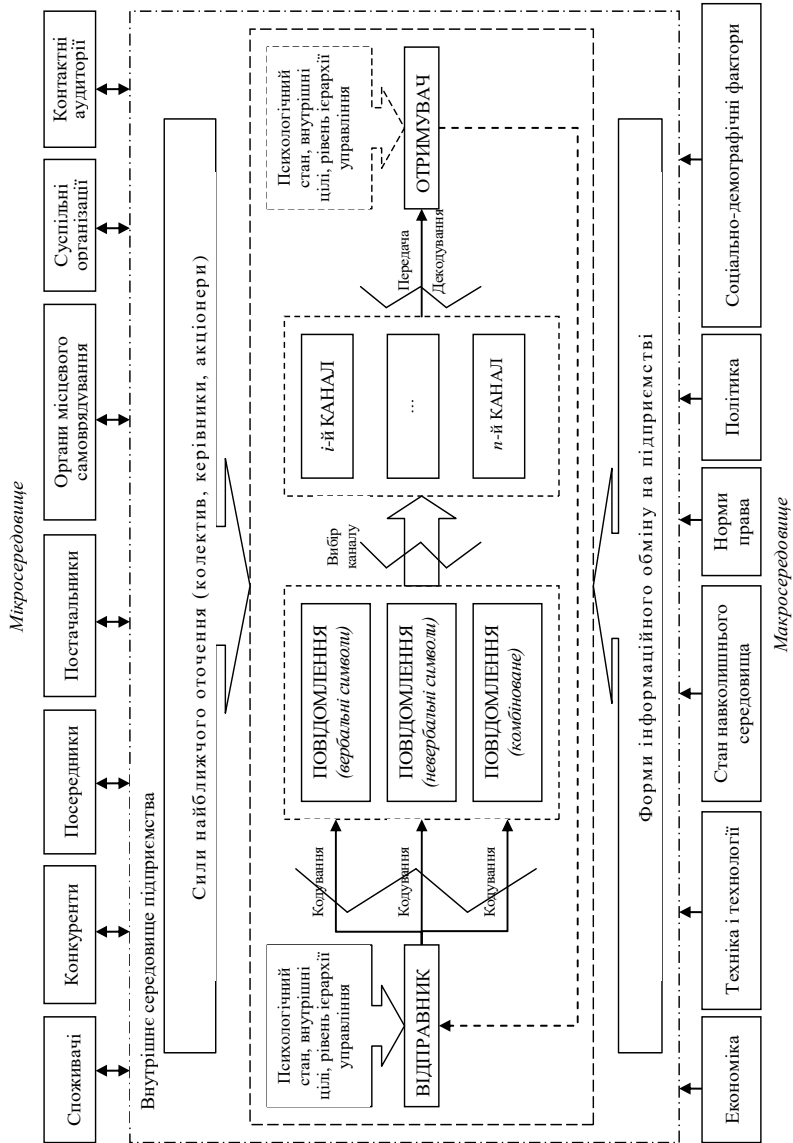 Мікросередовище
Споживачі
Конкуренти
Посередники
Постачальники
Органи місцевого
самоврядування
Суспільні
організації
Контактні
аудиторії
Внутрішнє середовище підприємства
Сили найближчого оточення (колектив, керівники, акціонери)
Психологічний
стан, внутрішні
цілі, рівень ієрархії
управління
ВІДПРАВНИК
Кодування
Кодування
Кодування
ПОВІДОМЛЕННЯ
(вербальні символи)
ПОВІДОМЛЕННЯ
(невербальні символи)
ПОВІДОМЛЕННЯ
(комбіноване)
Вибір
каналу
i-й КАНАЛ
...
n-й КАНАЛ
Передача
Декодування
Психологічний
стан, внутрішні
цілі, рівень ієрархії
управління
ОТРИМУВАЧ
Форми інформаційного обміну на підприємстві
Економіка
Техніка і технології
Стан навколишнього
середовища
Норми
права
Політика
Соціально-демографічні фактори
Макросередовище